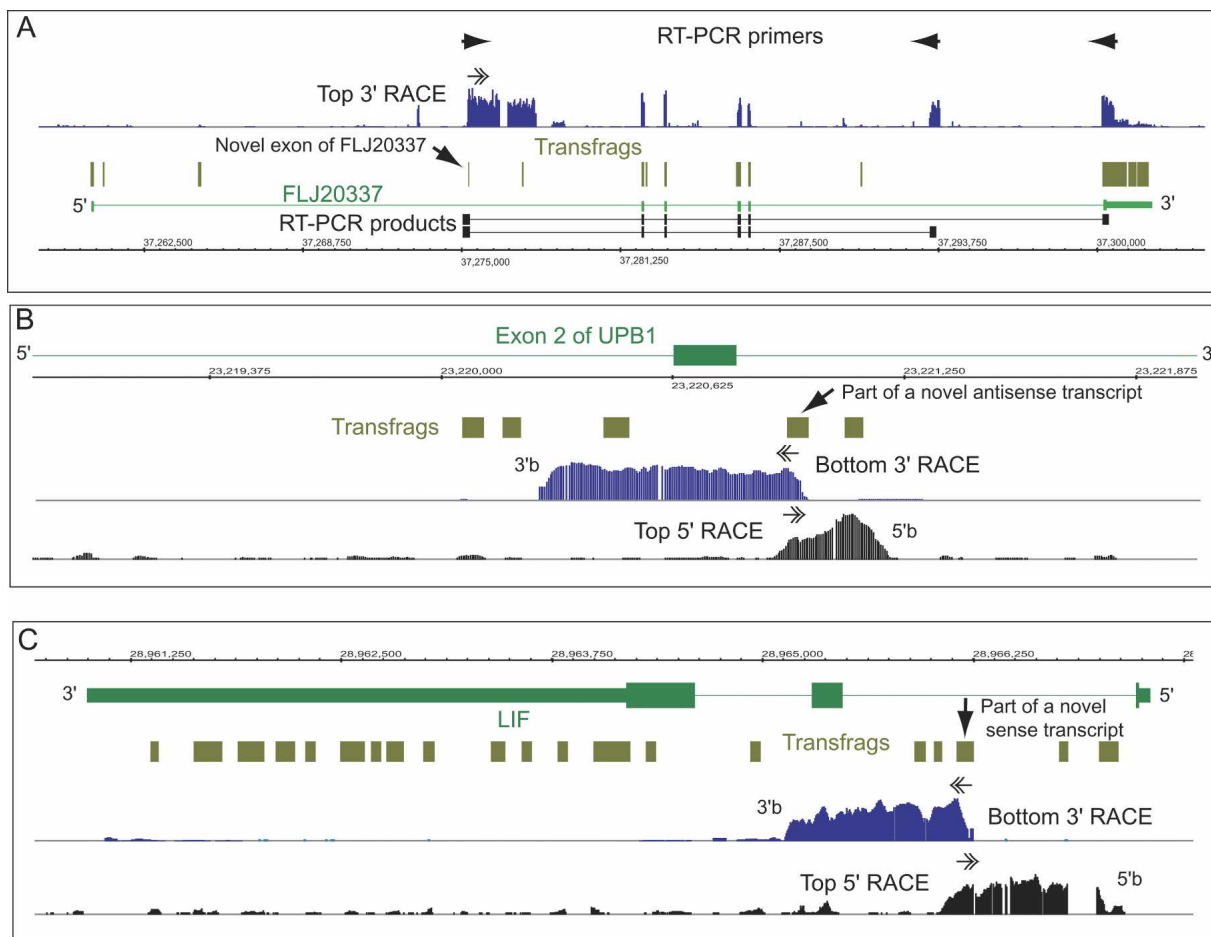 A
RT-PCR primers
Top 3' RACE
Novel exon of FLJ20337
Transfrags
FLJ20337
5'
3'
RT-PCR products
37,262,500
37,268,750
37,275,000
37,281,250
37,287,500
37,293,750
37,300,000
B
Exon 2 of UPB1
5'
3'
23,219,375
23,220,000
23,220,625
23,221,250
23,221,875
Part of a novel antisense transcript
Transfrags
3'b
Bottom 3' RACE
Top 5' RACE
5'b
C
28,961,250
28,962,500
28,963,750
28,965,000
28,966,250
3'
5'
LIF
Part of a novel
sense transcript
Transfrags
3'b
Bottom 3' RACE
Top 5' RACE
5'b